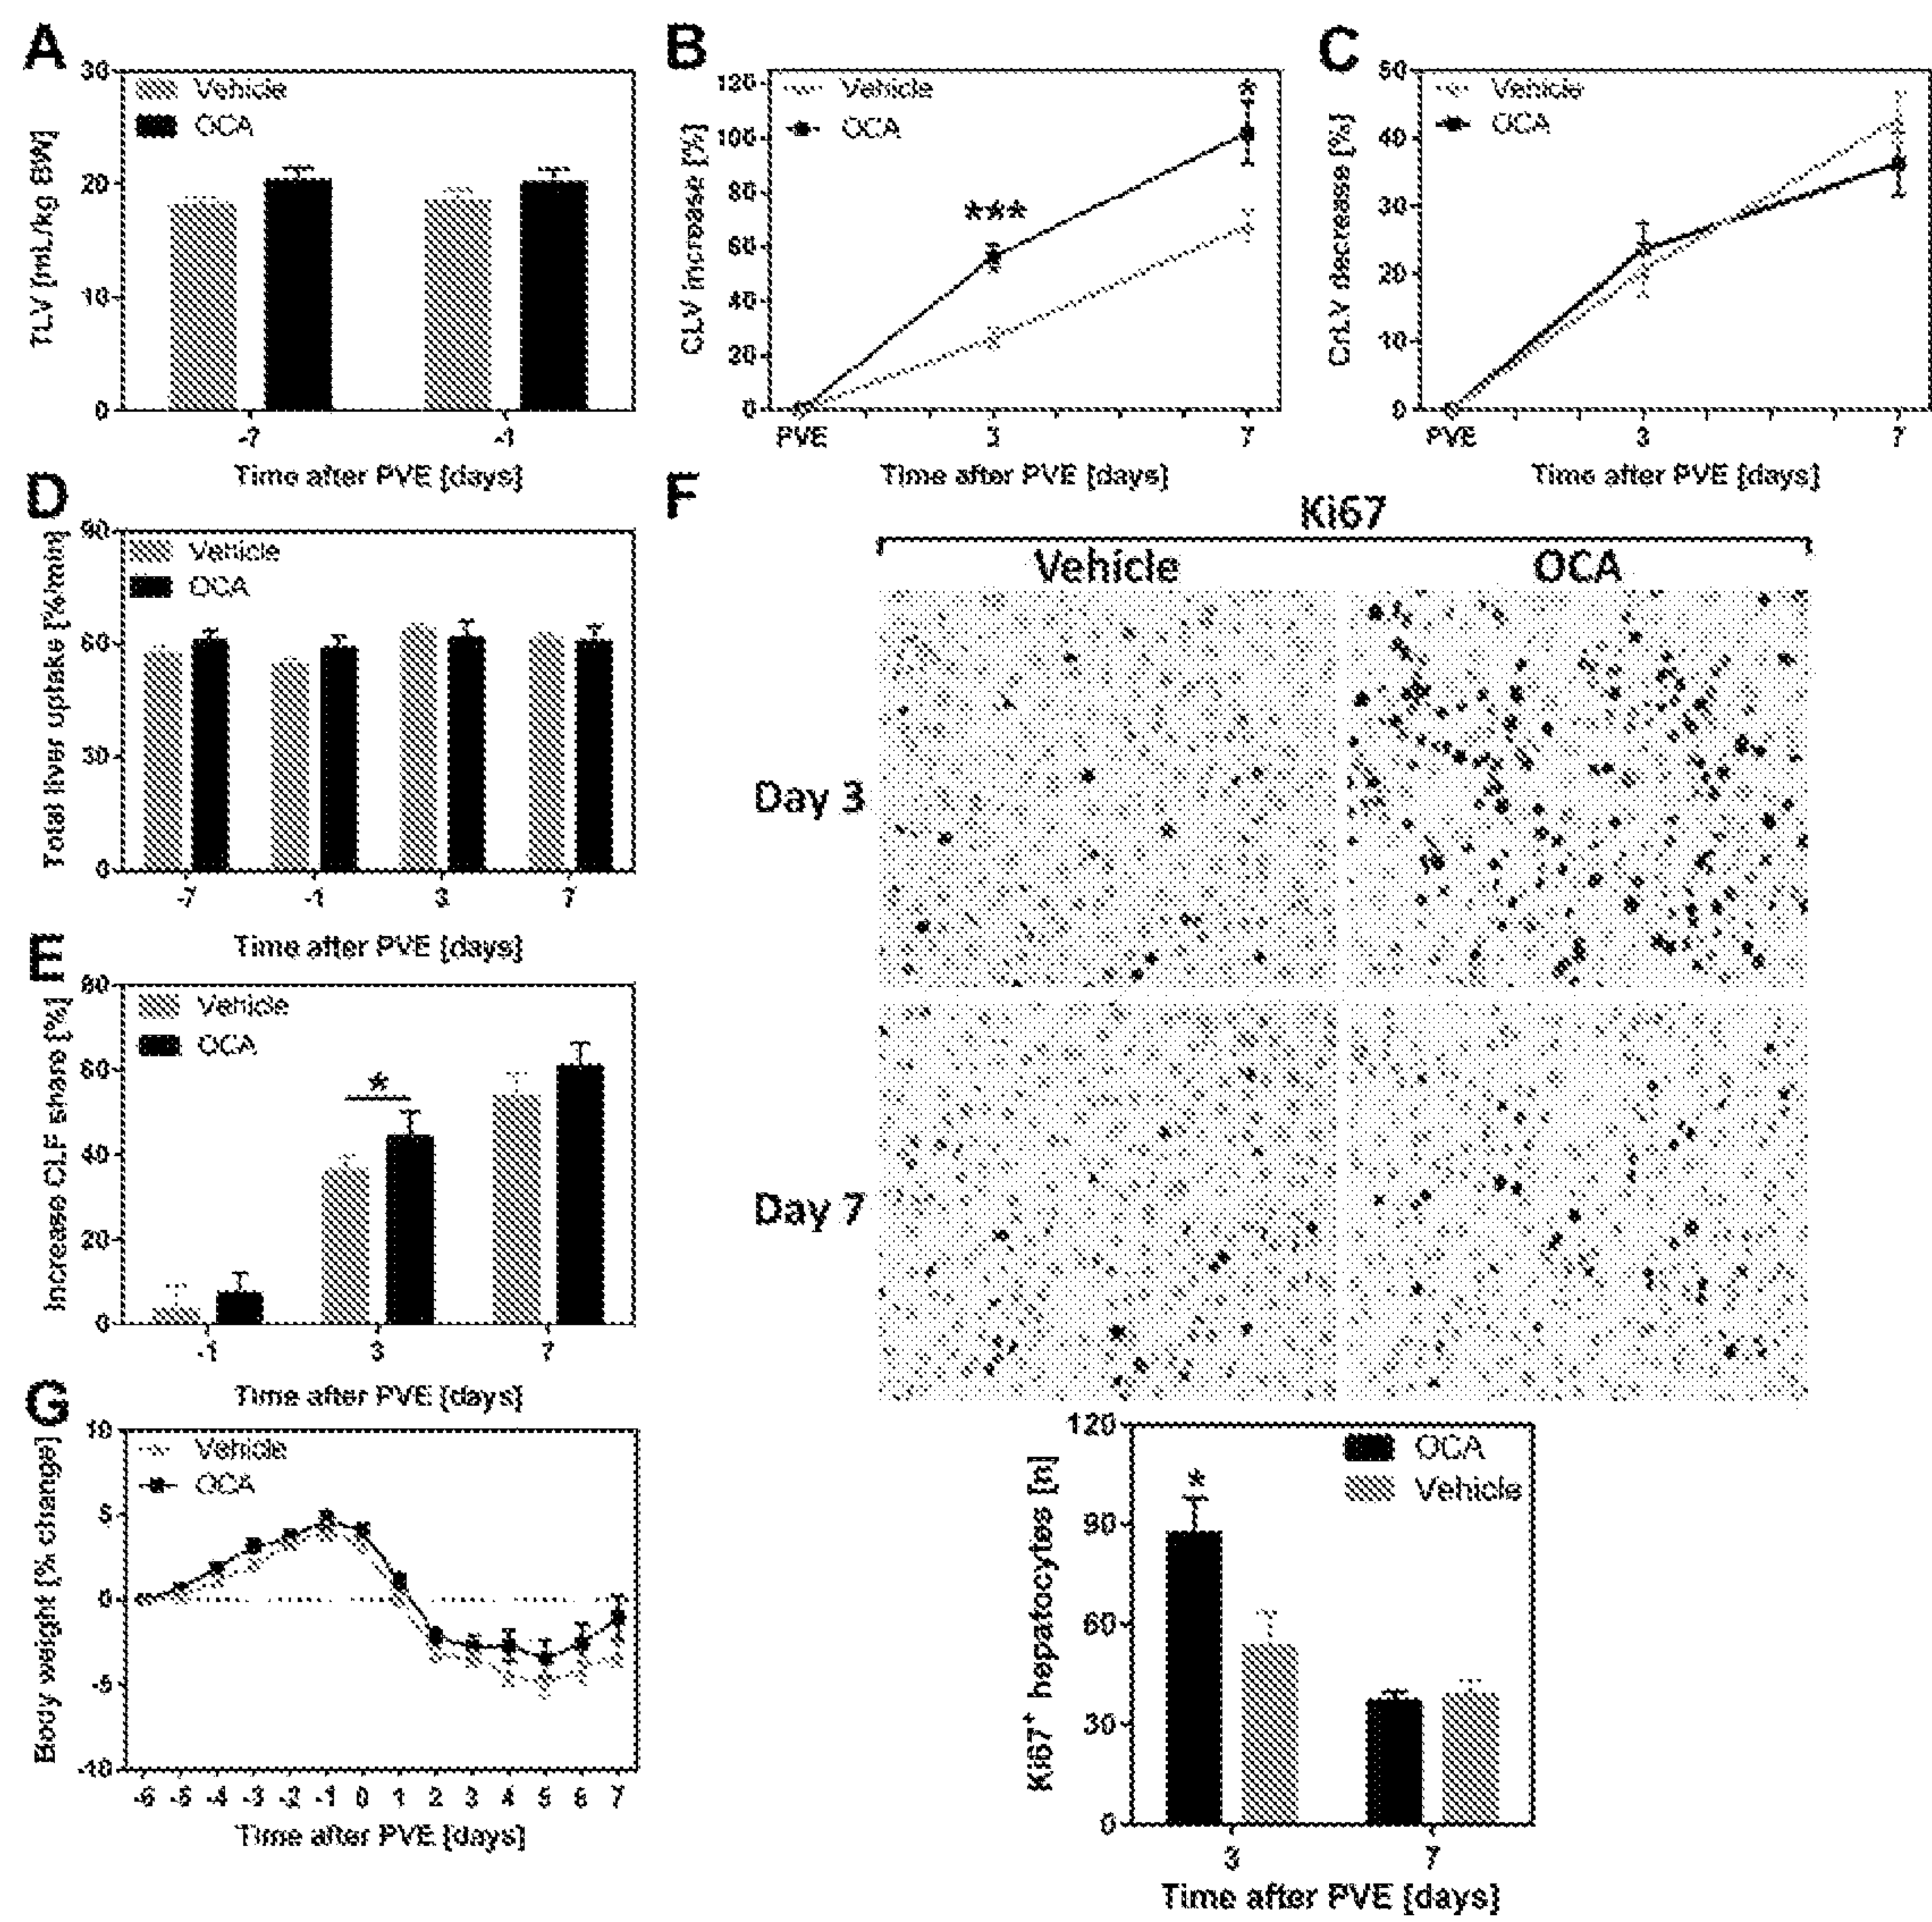 A
30
20
10
0
TLV [mL/kg BW]
Vehicle
OCA
-7
-1
Time after PVE [days]
B
120
100
80
60
40
20
0
CLV increase [%]
Vehicle
OCA
***
**
PVE
3
7
Time after PVE [days]
C
50
40
30
20
10
0
CrLV decrease [%]
Vehicle
OCA
PVE
3
7
Time after PVE [days]
D
90
60
30
0
Total liver uptake [%/min]
Vehicle
OCA
-7
-1
3
7
Time after PVE [days]
E
80
60
40
20
0
Increase CLF share [%]
Vehicle
OCA
*
-1
3
7
Time after PVE [days]
F
Ki67
Vehicle
OCA
Day 3
Day 7
120
90
60
30
0
Ki67+ hepatocytes [n]
OCA
Vehicle
*
3
7
Time after PVE [days]
G
10
5
0
-5
-10
Body weight [% change]
Vehicle
OCA
-6 -5 -4 -3 -2 -1 0 1 2 3 4 5 6 7
Time after PVE [days]